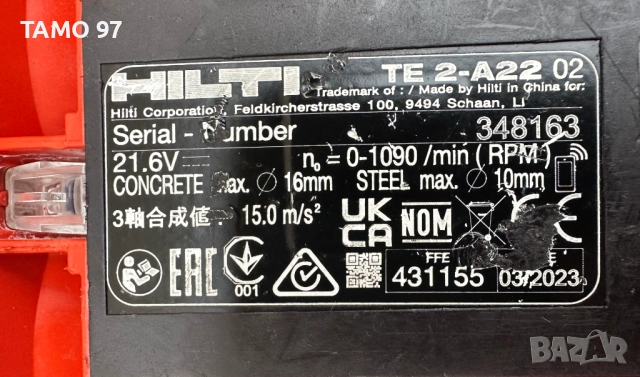 TAMO 97
HILTI TE 2-A22 02
Trademark of : / Made by Hilti in China for:
Hilti Corporation, Feldkircherstrasse 100, 9494 Schaan, LI
Serial - Number 348163
21.6V n₀ = 0-1090 /min ( RPM )
CONCRETE max. Ø 16mm STEEL max. Ø 10mm
3軸合成値: 15.0 m/s²
UK CA NOM CE
EAC 001 FFE 431155 03/2023
BAZAR